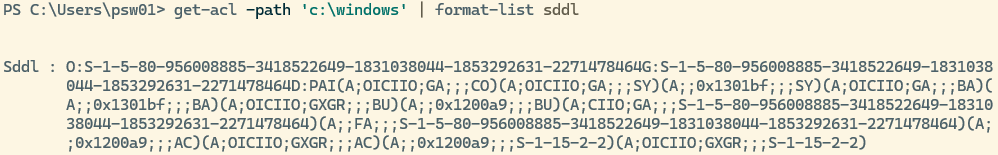 PS C:\Users\psw01> get-acl -path 'c:\windows' | format-list sddl
Sddl : O:S-1-5-80-956008885-3418522649-1831038044-1853292631-2271478464G:S-1-5-80-956008885-3418522649-1831038
044-1853292631-2271478464D:PAI(A;OICIIO;GA;;;CO)(A;OICIIO;GA;;;SY)(A;;0x1301bf;;;SY)(A;OICIIO;GA;;;BA)(
A;;0x1301bf;;;BA)(A;OICIIO;GXGR;;;BU)(A;;0x1200a9;;;BU)(A;CIIO;GA;;;S-1-5-80-956008885-3418522649-1831
038044-1853292631-2271478464)(A;;FA;;;S-1-5-80-956008885-3418522649-1831038044-1853292631-2271478464)(A;
;0x1200a9;;;AC)(A;OICIIO;GXGR;;;AC)(A;;0x1200a9;;;S-1-15-2-2)(A;OICIIO;GXGR;;;S-1-15-2-2)